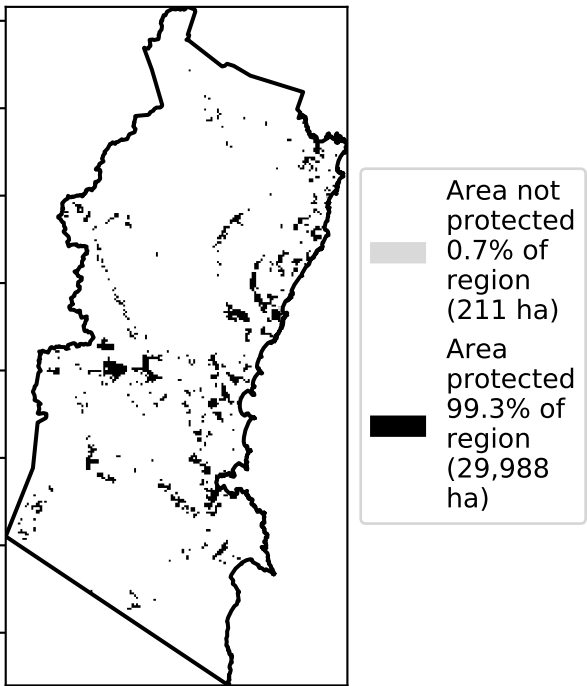 Area not
protected
0.7% of
region
(211 ha)
Area
protected
99.3% of
region
(29,988
ha)